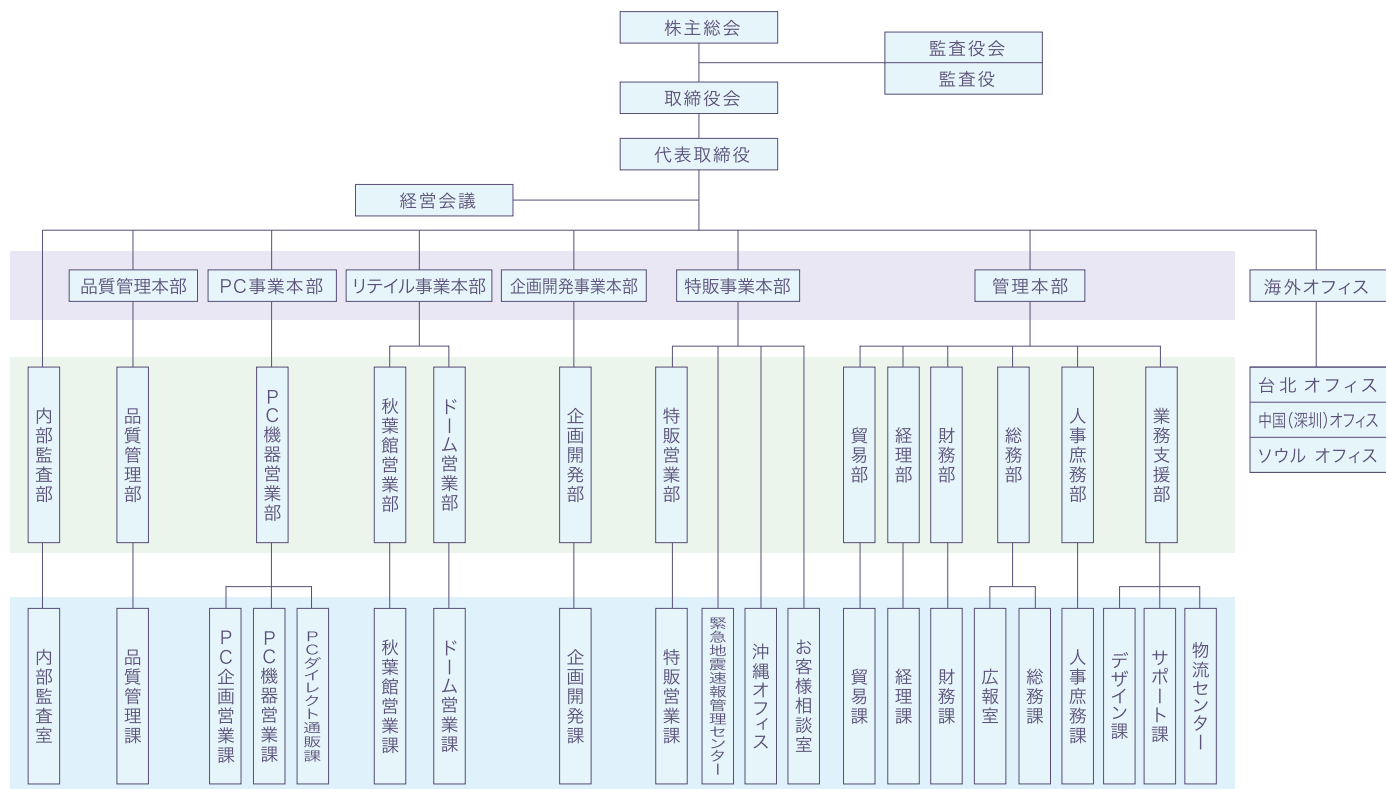 株主総会
監査役会
監査役
取締役会
代表取締役
経営会議
品質管理本部
PC事業本部
リテイル事業本部
企画開発事業本部
特販事業本部
管理本部
海外オフィス
内部監査部
品質管理部
PC機器営業部
秋葉館営業部
ドーム営業部
企画開発部
特販営業部
貿易部
経理部
財務部
総務部
人事庶務部
業務支援部
台北 オフィス
中国(深圳)オフィス
ソウル オフィス
内部監査室
品質管理課
PC企画営業課
PC機器営業課
PCダイレクト通販課
秋葉館営業課
ドーム営業課
企画開発課
特販営業課
緊急地震速報管理センター
沖縄オフィス
お客様相談室
貿易課
経理課
財務課
広報室
総務課
人事庶務課
デザイン課
サポート課
物流センター